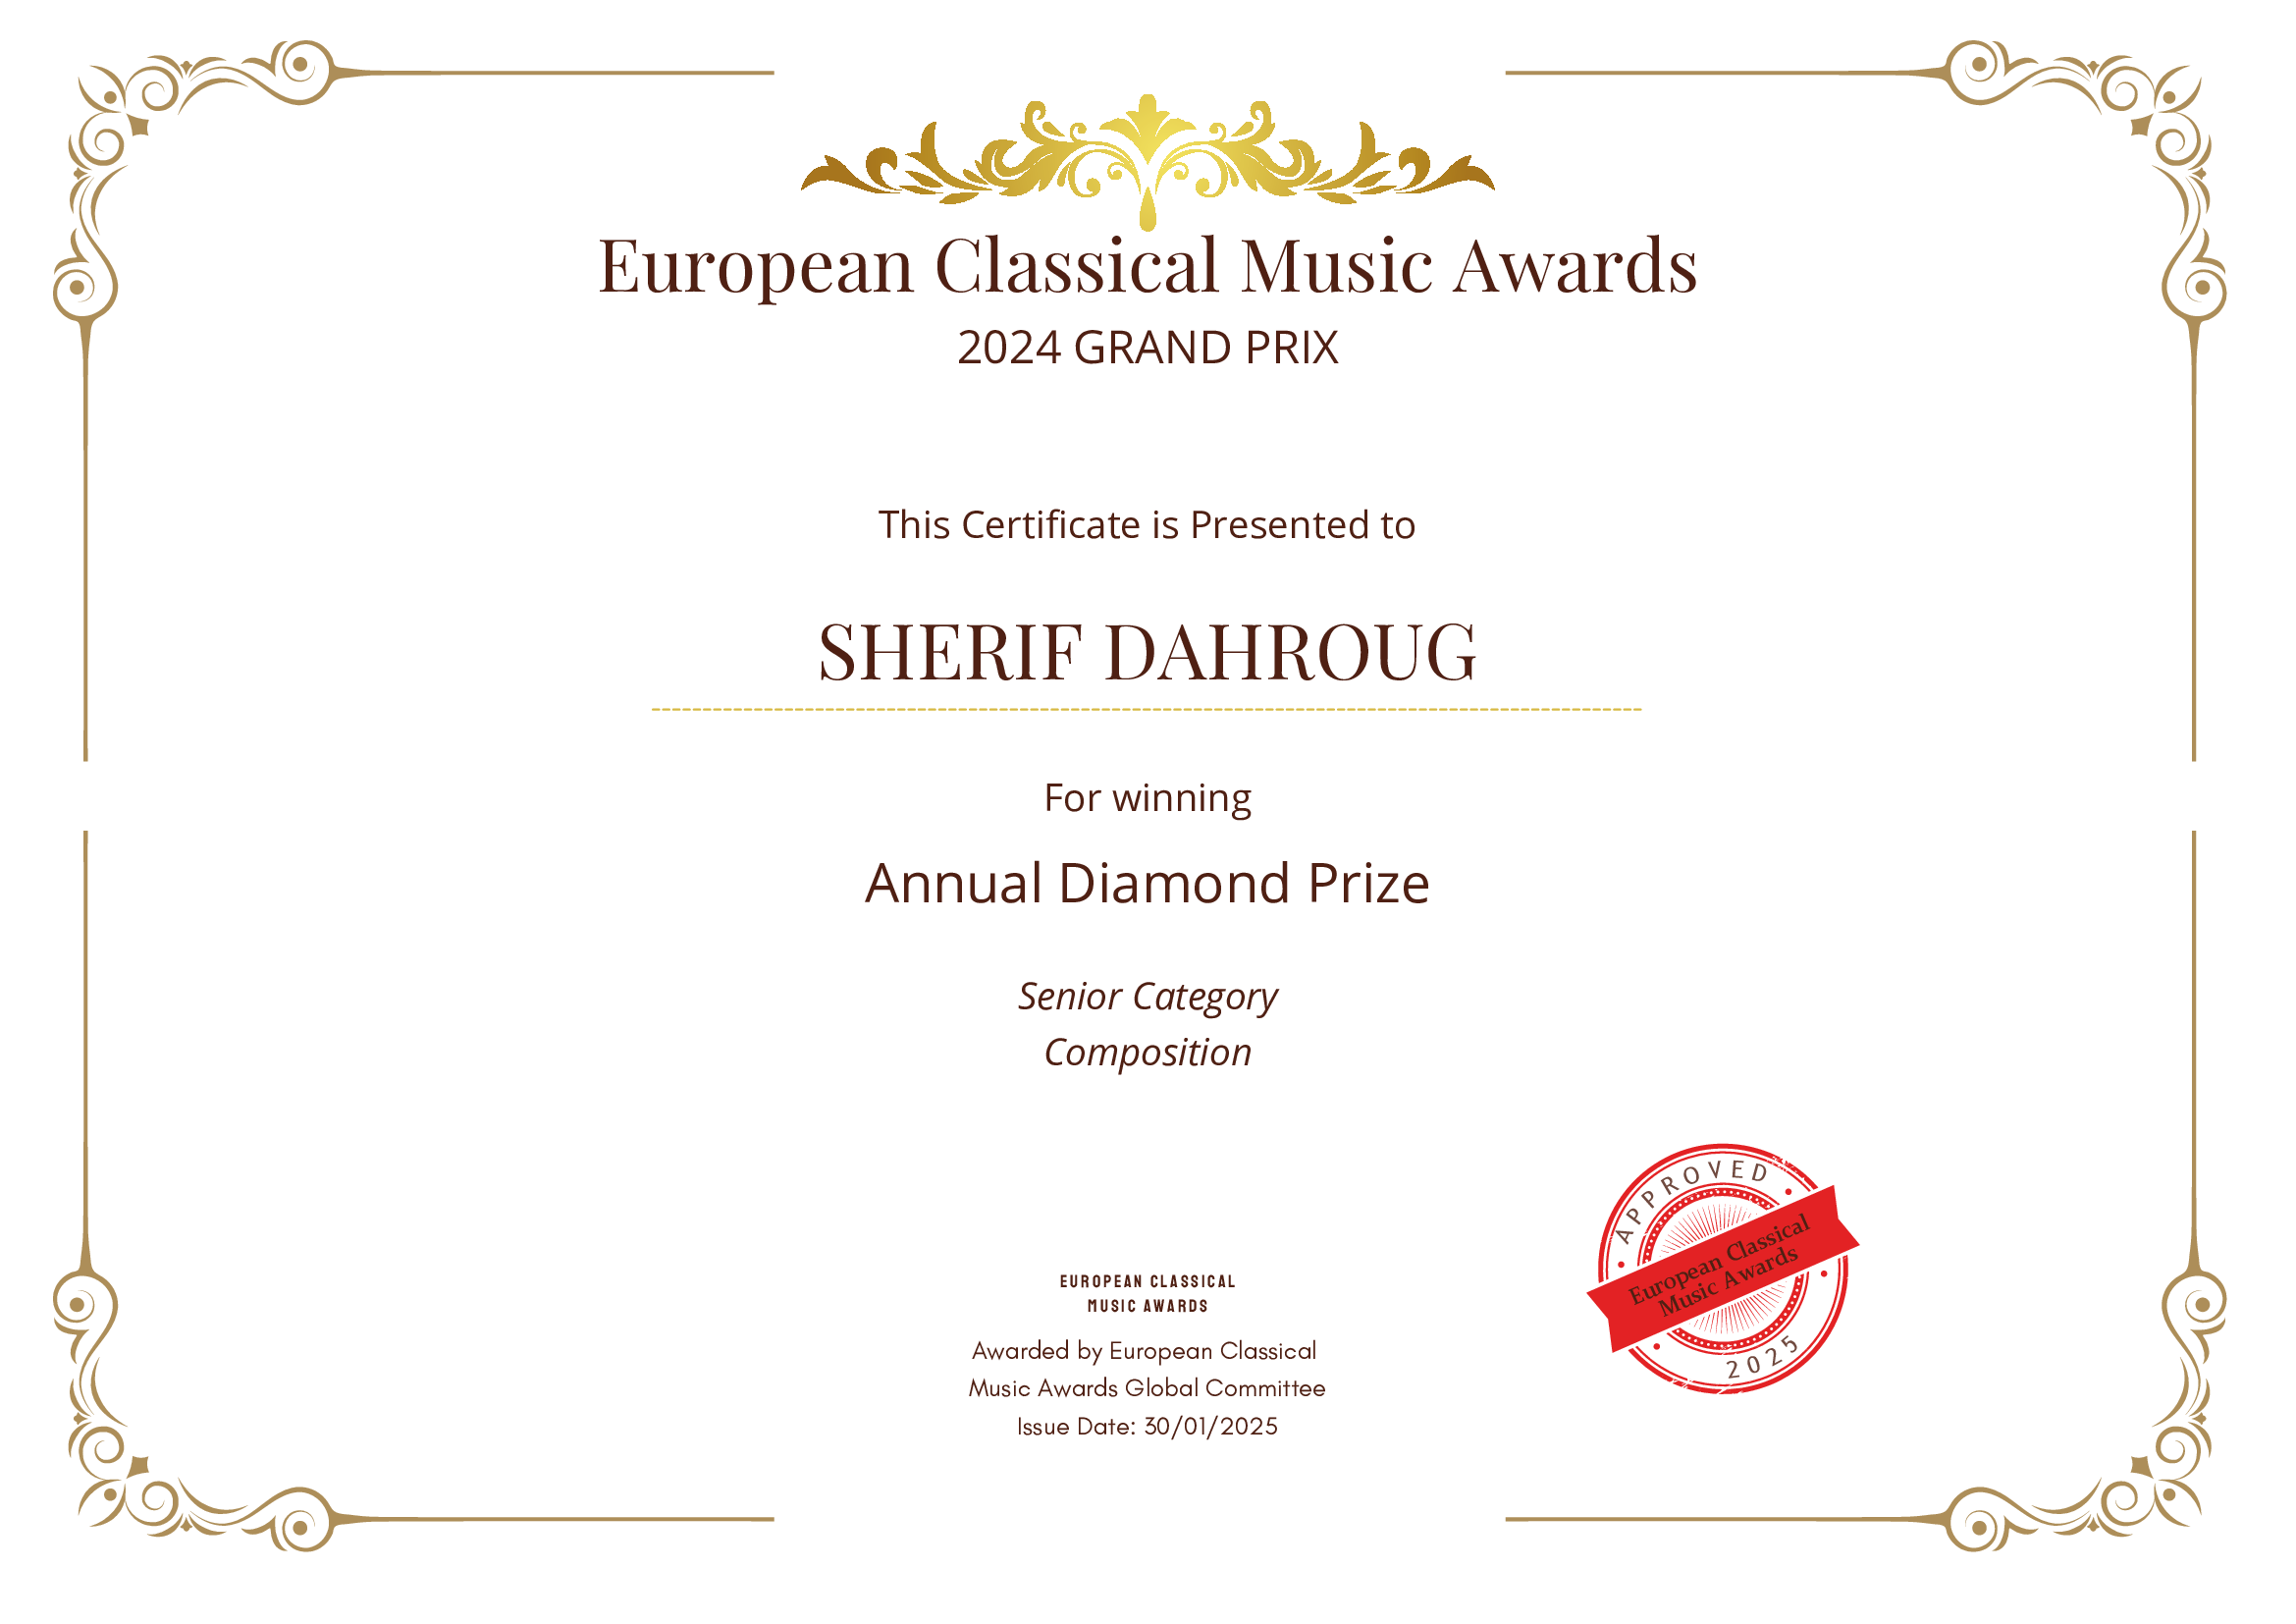 European Classical Music Awards
2024 GRAND PRIX
This Certificate is Presented to
SHERIF DAHROUG
For winning
Annual Diamond Prize
Senior Category
Composition
APPROVED
European Classical
Music Awards
2025
EUROPEAN CLASSICAL
MUSIC AWARDS
Awarded by European Classical
Music Awards Global Committee
Issue Date: 30/01/2025